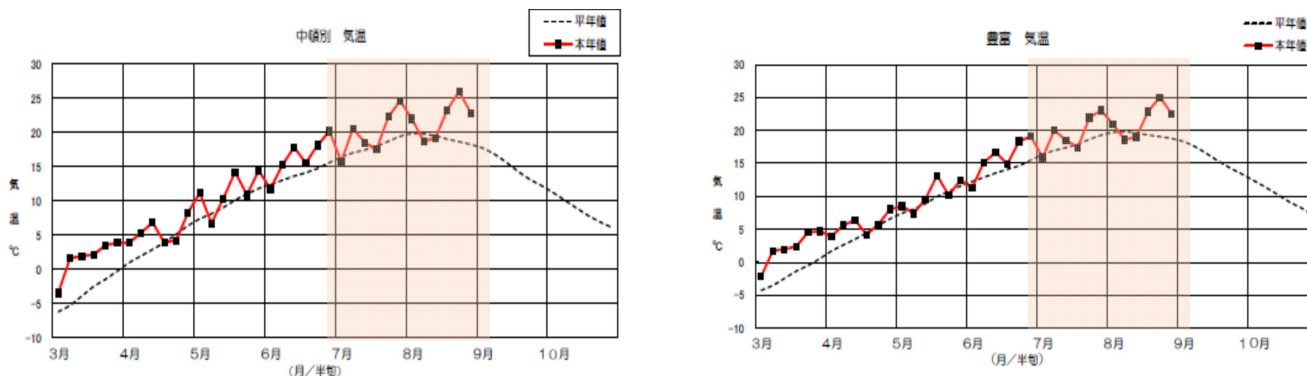 中頓別 気温
平年値
本年値
30
25
20
15
10
5
0
-5
-10
気
温
℃
3月 4月 5月 6月 7月 8月 9月 10月
(月/半旬)
豊富 気温
平年値
本年値
30
25
20
15
10
5
0
-5
-10
気
温
℃
3月 4月 5月 6月 7月 8月 9月 10月
(月/半旬)